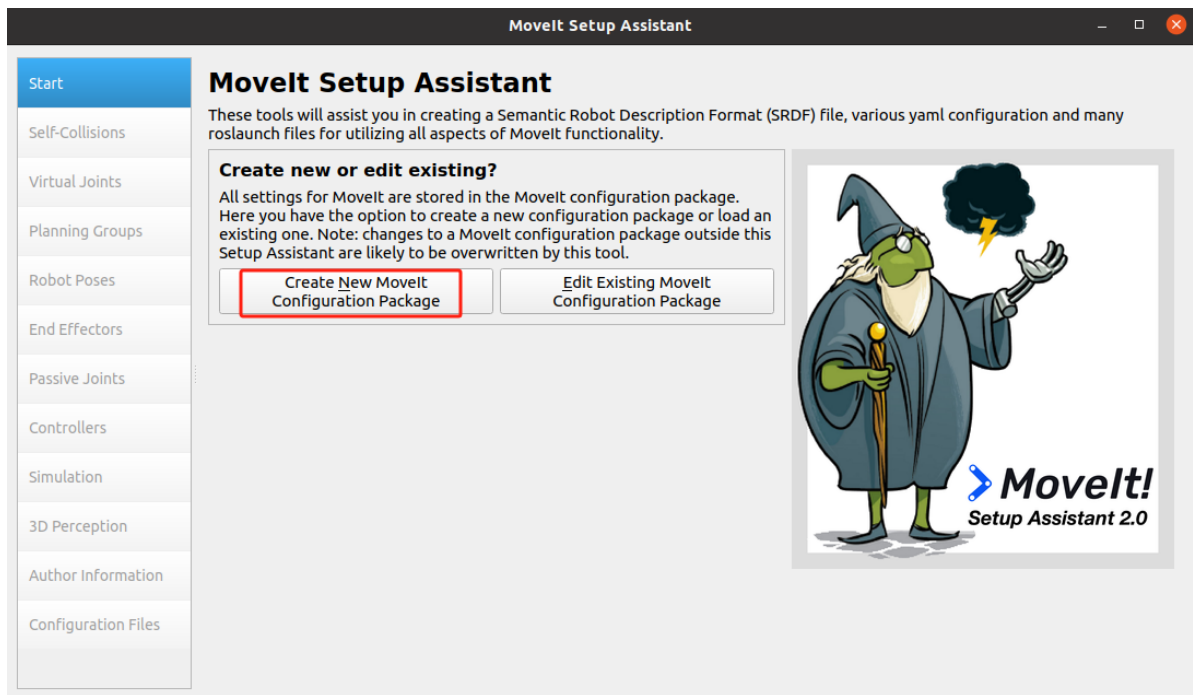 MoveIt Setup Assistant
Start
Self-Collisions
Virtual Joints
Planning Groups
Robot Poses
End Effectors
Passive Joints
Controllers
Simulation
3D Perception
Author Information
Configuration Files
MoveIt Setup Assistant
These tools will assist you in creating a Semantic Robot Description Format (SRDF) file, various yaml configuration and many
roslaunch files for utilizing all aspects of MoveIt functionality.
Create new or edit existing?
All settings for MoveIt are stored in the MoveIt configuration package.
Here you have the option to create a new configuration package or load an
existing one. Note: changes to a MoveIt configuration package outside this
Setup Assistant are likely to be overwritten by this tool.
Create New MoveIt
Configuration Package
Edit Existing MoveIt
Configuration Package
MoveIt!
Setup Assistant 2.0